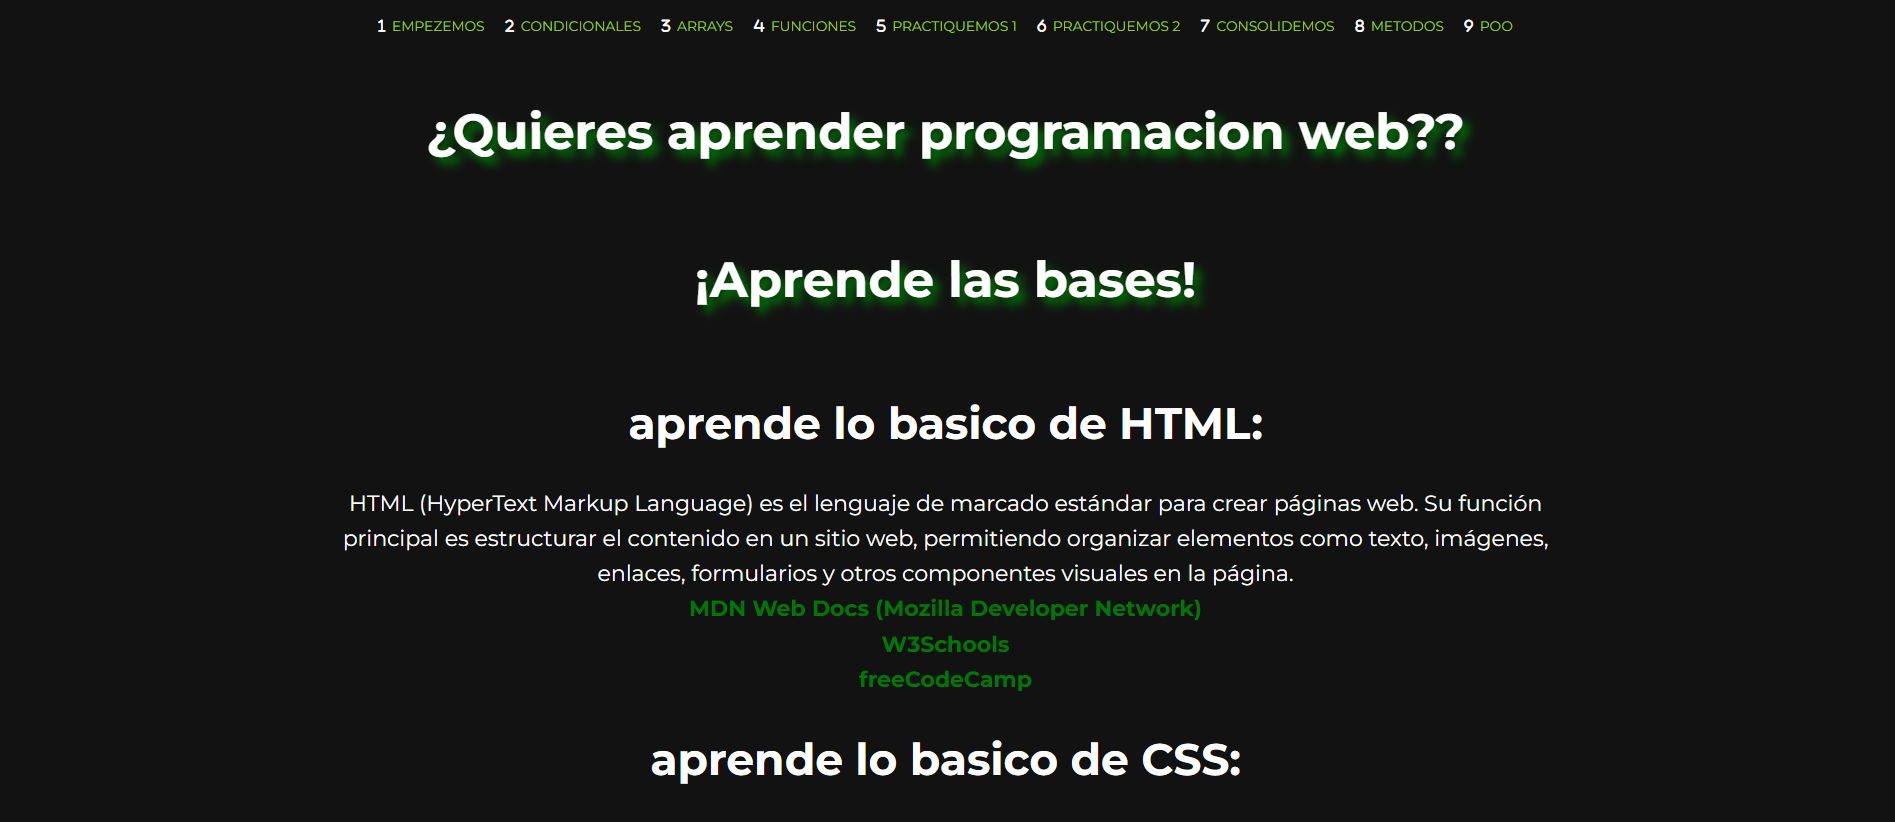 1 EMPEZEMOS 2 CONDICIONALES 3 ARRAYS 4 FUNCIONES 5 PRACTIQUEMOS 1 6 PRACTIQUEMOS 2 7 CONSOLIDEMOS 8 METODOS 9 POO
¿Quieres aprender programacion web??
¡Aprende las bases!
aprende lo basico de HTML:
HTML (HyperText Markup Language) es el lenguaje de marcado estándar para crear páginas web. Su función
principal es estructurar el contenido en un sitio web, permitiendo organizar elementos como texto, imágenes,
enlaces, formularios y otros componentes visuales en la página.
MDN Web Docs (Mozilla Developer Network)
W3Schools
freeCodeCamp
aprende lo basico de CSS: